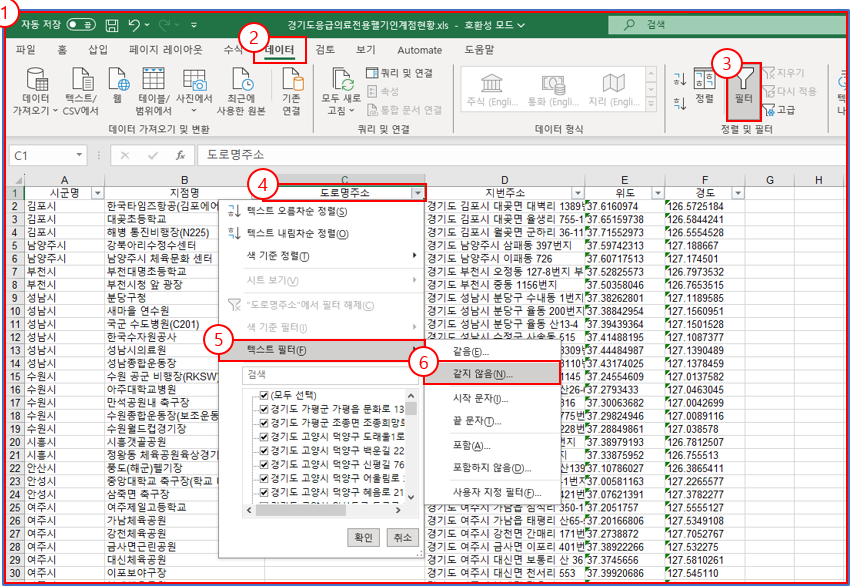 1
자동 저장
경기도응급의료전용헬기인계점현황.xls - 호환성 모드
검색
파일 홈 삽입 페이지 레이아웃 수식 2 데이터 검토 보기 Automate 도움말
3
데이터 가져오기
텍스트/CSV에서
웹
테이블/범위에서
사진에서
최근에 사용한 원본
기존 연결
모두 새로 고침
쿼리 및 연결
속성
통합 문서 연결
주식 (Engli...
통화 (Engli...
지리 (Engli...
정렬
필터
지우기
다시 적용
고급
데이터 가져오기 및 변환
쿼리 및 연결
데이터 형식
정렬 및 필터
C1
fx
도로명주소
A B C D E F G H
4
1 시군명 지점명 도로명주소 지번주소 위도 경도
2 김포시 한국타임즈항공(김포에어 경기도 김포시 대곶면 대벽리 1389번 37.6160974 126.5725184
3 김포시 대곶초등학교 경기도 김포시 대곶면 율생리 755-1 37.65159738 126.5844241
4 김포시 해병 통진비행장(N225) 경기도 김포시 월곶면 군하리 36-11 37.71552973 126.5554528
5 남양주시 강북아리수정수센터 경기도 남양주시 삼패동 397번지 37.59742313 127.188667
6 남양주시 남양주시 체육문화 센터 경기도 남양주시 이패동 726 37.60717513 127.174501
7 부천시 부천대명초등학교 경기도 부천시 오정동 127-8번지 부 37.52825573 126.7973532
8 부천시 부천시청 앞 광장 경기도 부천시 중동 1156번지 37.50358046 126.7653515
9 성남시 분당구청 경기도 성남시 분당구 수내동 1번지 37.38262801 127.1189585
10 성남시 새마을 연수원 경기도 성남시 분당구 율동 200번지 37.38842954 127.1560951
11 성남시 국군 수도병원(C201) 경기도 성남시 분당구 율동 산13-4 37.39439364 127.1501528
12 성남시 한국수자원공사 경기도 성남시 수정구 사송동 515 37.41488195 127.1087377
13 성남시 성남시의료원 3309 37.44484987 127.1390489
14 성남시 성남종합운동장 3110 37.43174025 127.1378459
15 수원시 수원 공군 비행장(RKSW) 1145 37.24554609 127.0137582
16 수원시 아주대학교병원 산26- 37.2793433 127.0463045
17 수원시 만석공원내 축구장 316 37.30063682 127.0042699
18 수원시 수원종합운동장(보조운동 775번 37.29824946 127.0089116
19 수원시 수원월드컵경기장 228번 37.28849861 127.038578
20 시흥시 시흥갯골공원 번지 37.38979193 126.7812507
21 시흥시 정왕동 체육공원육상경기 지 37.33875952 126.755513
22 안산시 풍도(해군)헬기장 산139 37.10786027 126.3865411
23 안성시 중앙대학교 축구장(학교 -1번지 37.00581163 127.2265577
24 안성시 삼죽면 축구장 421번 37.07621391 127.3782277
25 여주시 여주제일고등학교 경기도 여주시 가남읍 심석리 350-1 37.2051757 127.5555127
26 여주시 가남체육공원 경기도 여주시 가남읍 태평리 산65- 37.20166806 127.5349108
27 여주시 강천체육공원 경기도 여주시 강천면 간매리 171번 37.2738872 127.7052767
28 여주시 금사면근린공원 경기도 여주시 금사면 이포리 401번 37.38922266 127.532275
29 여주시 대신체육공원 경기도 여주시 대신면 보통리 산 36 37.3745656 127.5810261
30 여주시 이포보야구장 경기도 여주시 대신면 천서리 553 37.39920686 127.545110
텍스트 오름차순 정렬(S)
텍스트 내림차순 정렬(O)
색 기준 정렬(T)
시트 보기(V)
"도로명주소"에서 필터 해제(C)
색 기준 필터(I)
5
텍스트 필터(F)
검색
(모두 선택)
경기도 가평군 가평읍 문화로 13
경기도 가평군 조종면 조종희망로
경기도 고양시 덕양구 도래울1로
경기도 고양시 덕양구 백운길 22
경기도 고양시 덕양구 신평길 76
경기도 고양시 덕양구 어울림로
경기도 고양시 덕양구 혜음로 21
확인 취소
6
같음(E)...
같지 않음(N)...
시작 문자(I)...
끝 문자(T)...
포함(A)...
포함하지 않음(D)...
사용자 지정 필터(F)...